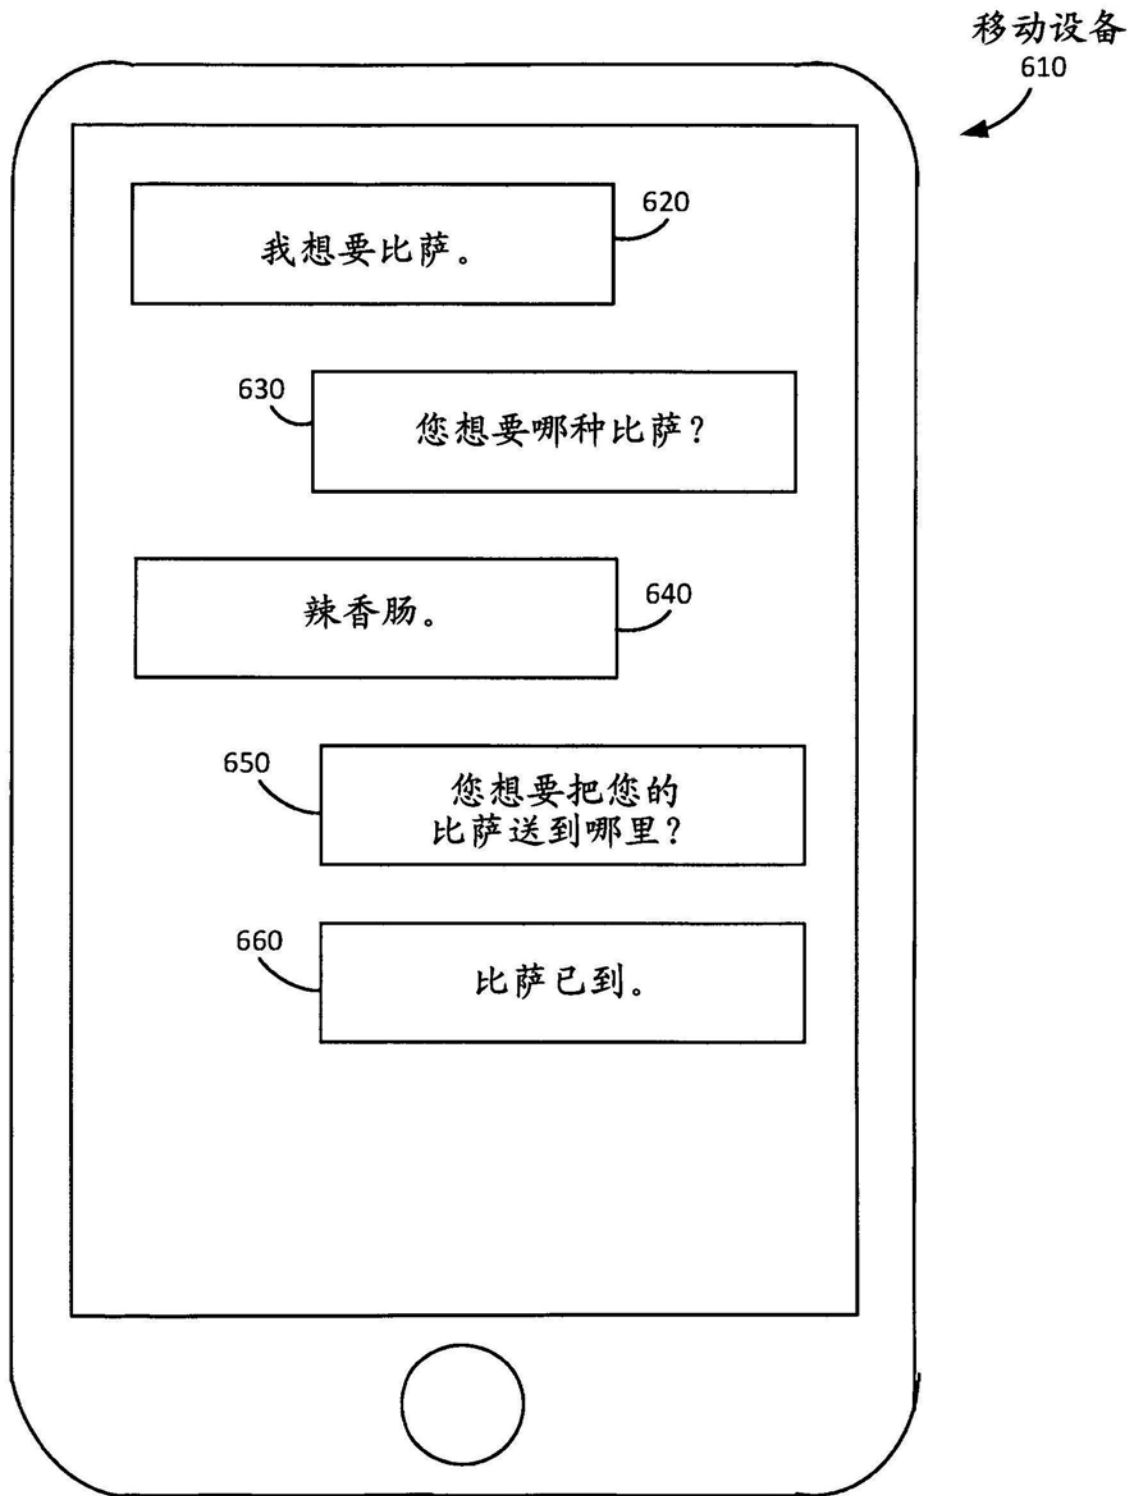 移动设备
610
620
我想要比萨。
630
您想要哪种比萨？
640
辣香肠。
650
您想要把您的
比萨送到哪里？
660
比萨已到。